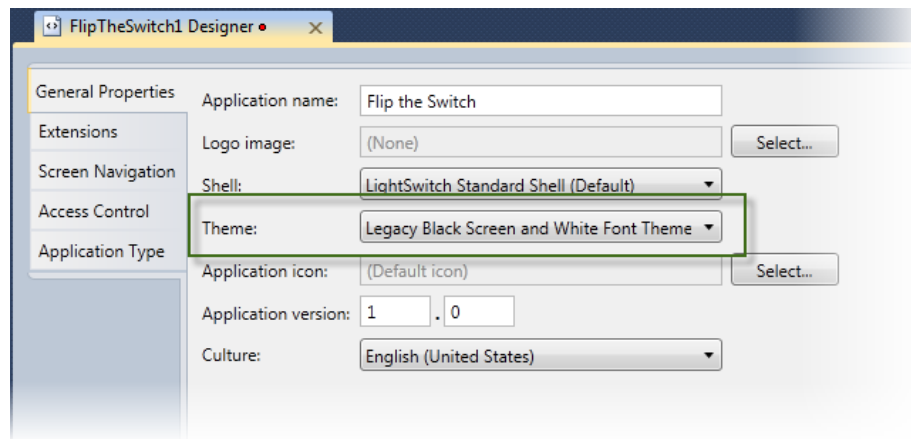 FlipTheSwitch1 Designer
General Properties
Extensions
Screen Navigation
Access Control
Application Type
Application name: Flip the Switch
Logo image: (None) Select...
Shell: LightSwitch Standard Shell (Default)
Theme: Legacy Black Screen and White Font Theme
Application icon: (Default icon) Select...
Application version: 1 . 0
Culture: English (United States)